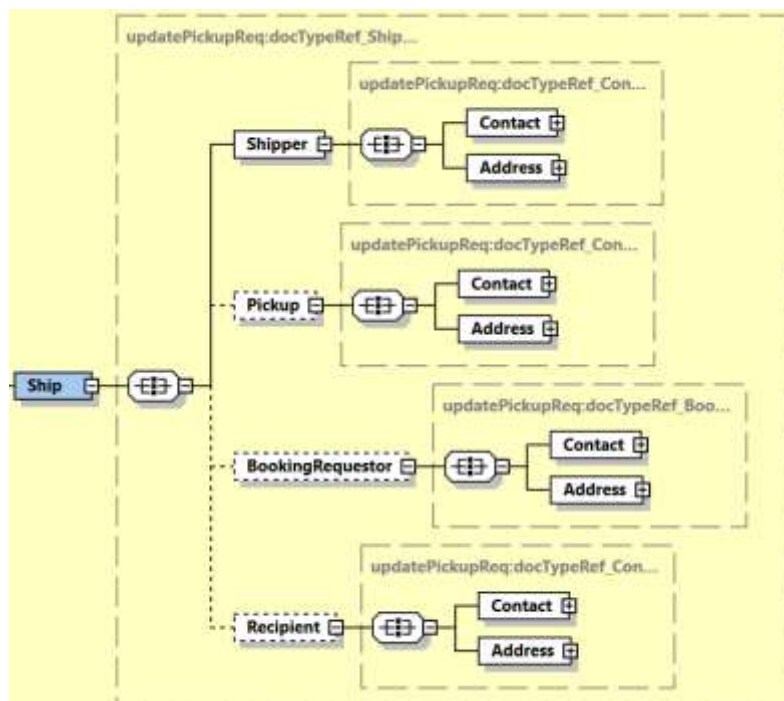 updatePickupReq:docTypeRef_Ship...
updatePickupReq:docTypeRef_Con...
Contact
Shipper
Address
updatePickupReq:docTypeRef_Con...
Contact
Pickup
Address
Ship
updatePickupReq:docTypeRef_Boo...
Contact
BookingRequestor
Address
updatePickupReq:docTypeRef_Con...
Contact
Recipient
Address